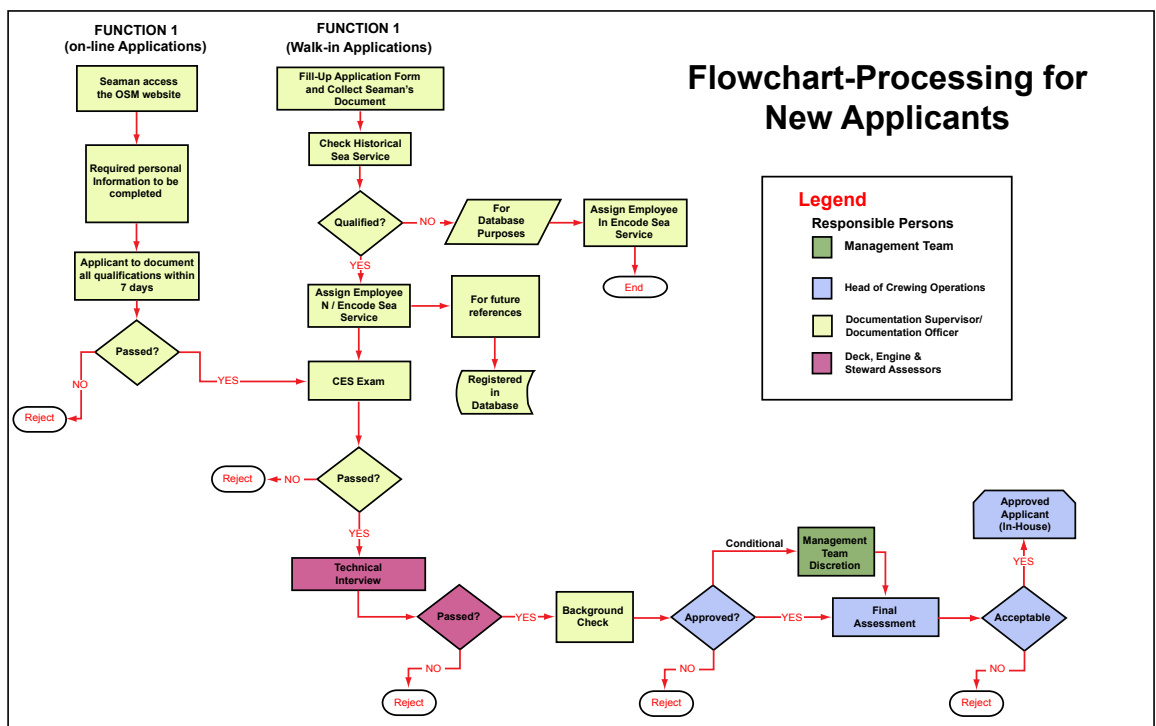 FUNCTION 1
(on-line Applications)
FUNCTION 1
(Walk-in Applications)
Flowchart-Processing for
New Applicants
Seaman access
the OSM website
Required personal
Information to be
completed
Applicant to document
all qualifications within
7 days
Passed?
NO
Reject
YES
Fill-Up Application Form
and Collect Seaman's
Document
Check Historical
Sea Service
Qualified?
NO
For
Database
Purposes
Assign Employee
In Encode Sea
Service
End
YES
Assign Employee
N / Encode Sea
Service
For future
references
Registered
in
Database
CES Exam
Passed?
NO
Reject
YES
Technical
Interview
Passed?
NO
Reject
YES
Background
Check
Approved?
NO
Reject
Conditional
Management
Team
Discretion
YES
Final
Assessment
Acceptable
NO
Reject
YES
Approved
Applicant
(In-House)
Legend
Responsible Persons
Management Team
Head of Crewing Operations
Documentation Supervisor/
Documentation Officer
Deck, Engine &
Steward Assessors